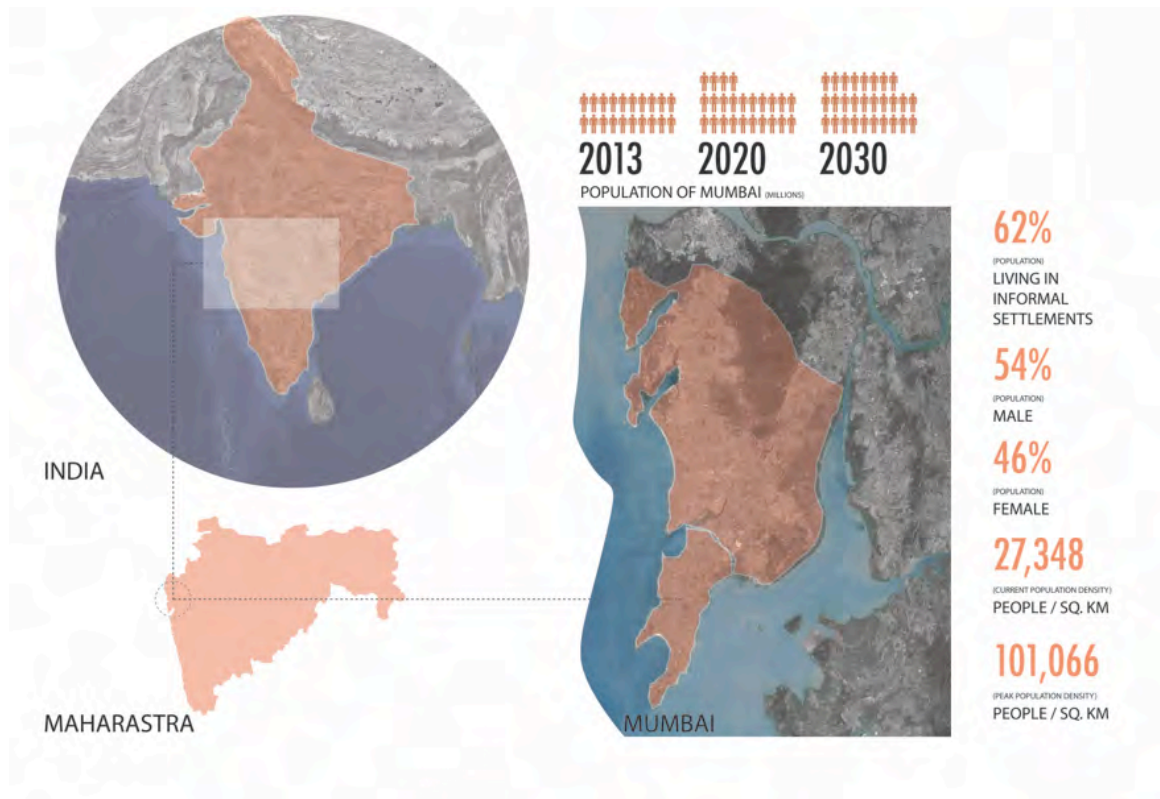 2013
2020
2030
POPULATION OF MUMBAI (MILLIONS)
62%
(POPULATION)
LIVING IN
INFORMAL
SETTLEMENTS
54%
(POPULATION)
MALE
46%
(POPULATION)
FEMALE
27,348
(CURRENT POPULATION DENSITY)
PEOPLE / SQ. KM
101,066
(PEAK POPULATION DENSITY)
PEOPLE / SQ. KM
INDIA
MAHARASTRA
MUMBAI